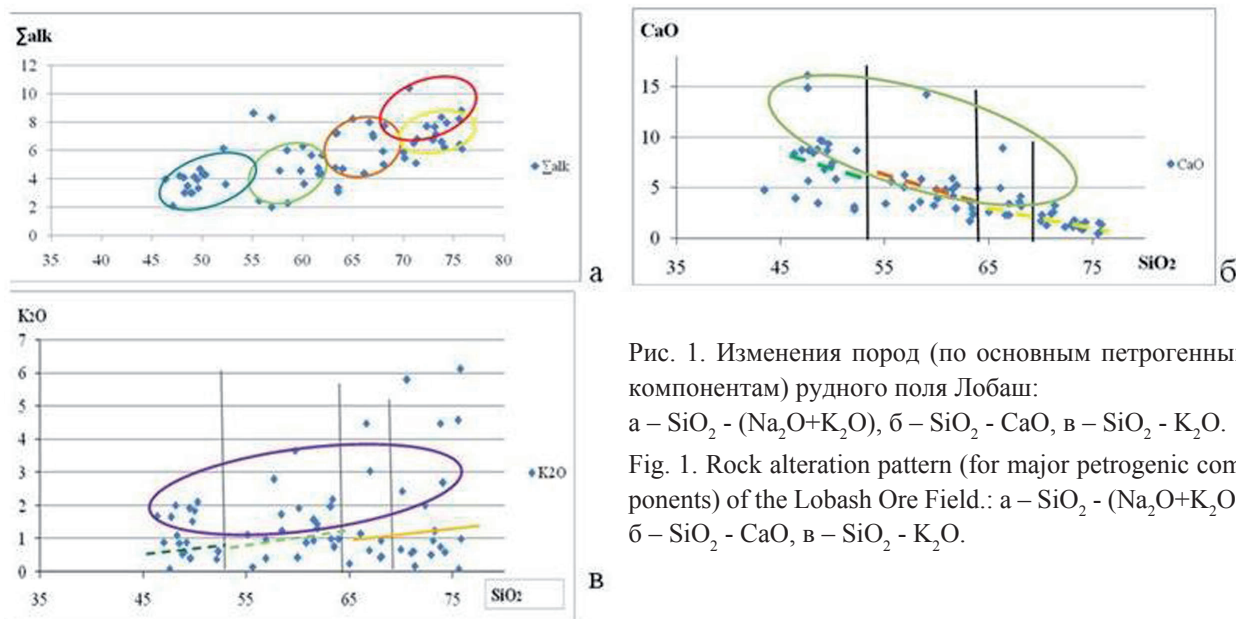 ∑alk
12
10
8
6
4
2
0
35 40 45 50 55 60 65 70 75 80
∑alk
а
CaO
15
10
5
0
35 45 55 65 75 SiO₂
CaO
б
K2O
7
6
5
4
3
2
1
0
35 45 55 65 75 SiO₂
K2O
в
Рис. 1. Изменения пород (по основным петрогенны
компонентам) рудного поля Лобаш:
а – SiO₂ - (Na₂O+K₂O), б – SiO₂ - CaO, в – SiO₂ - K₂O.
Fig. 1. Rock alteration pattern (for major petrogenic com
ponents) of the Lobash Ore Field.: а – SiO₂ - (Na₂O+K₂O
б – SiO₂ - CaO, в – SiO₂ - K₂O.